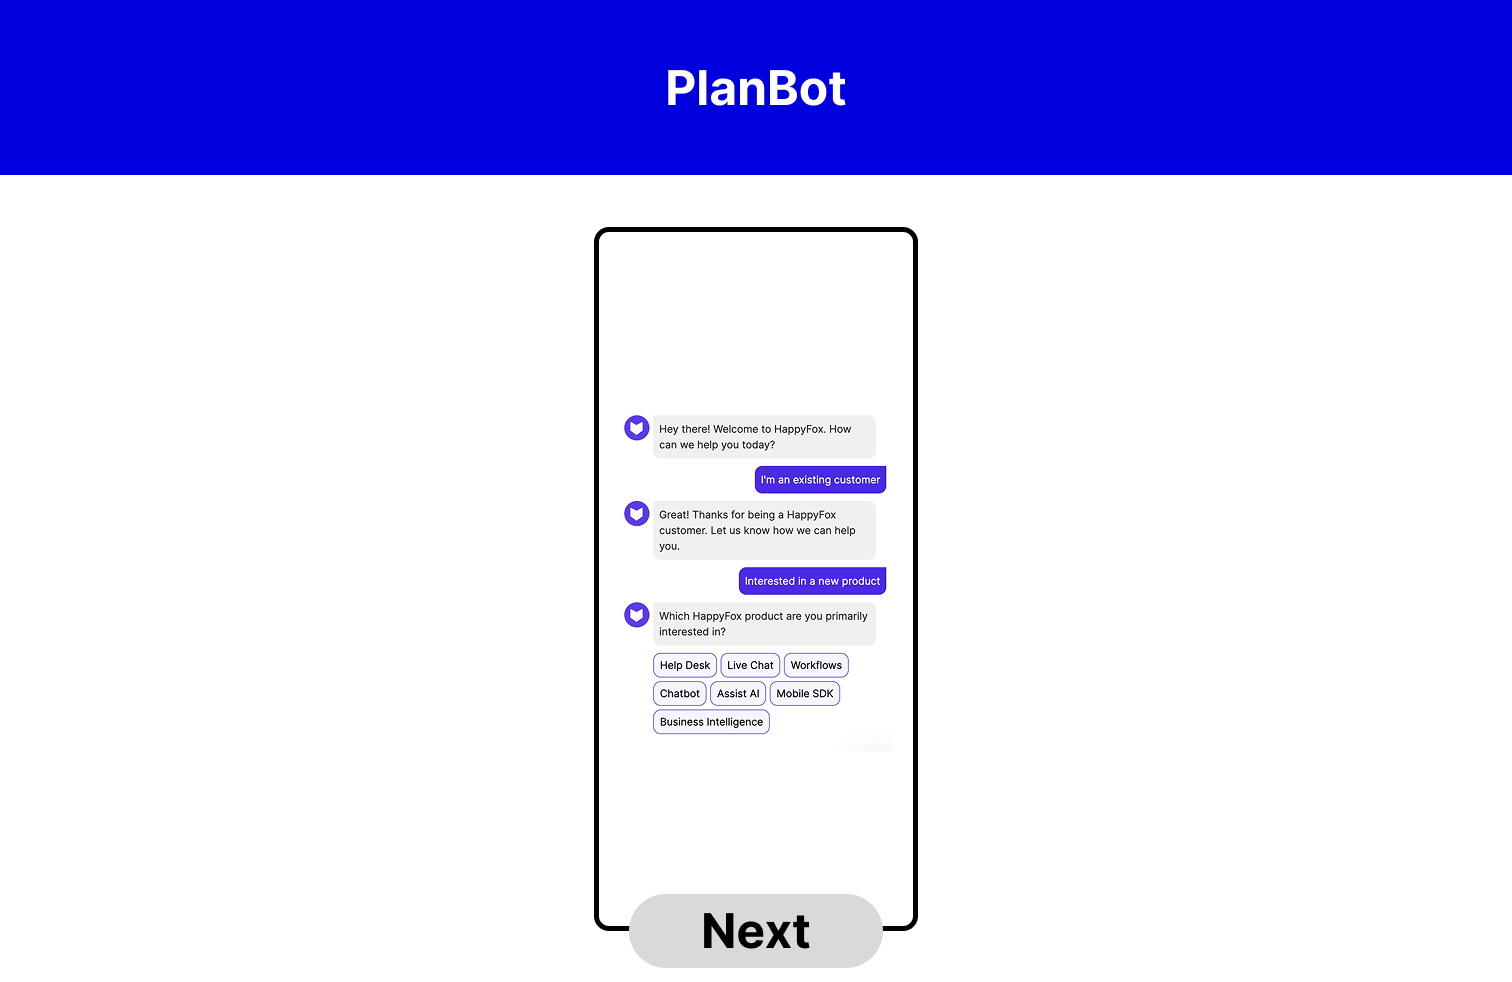 PlanBot
Hey there! Welcome to HappyFox. How
can we help you today?
I'm an existing customer
Great! Thanks for being a HappyFox
customer. Let us know how we can help
you.
Interested in a new product
Which HappyFox product are you primarily
interested in?
Help Desk Live Chat Workflows
Chatbot Assist AI Mobile SDK
Business Intelligence
Next